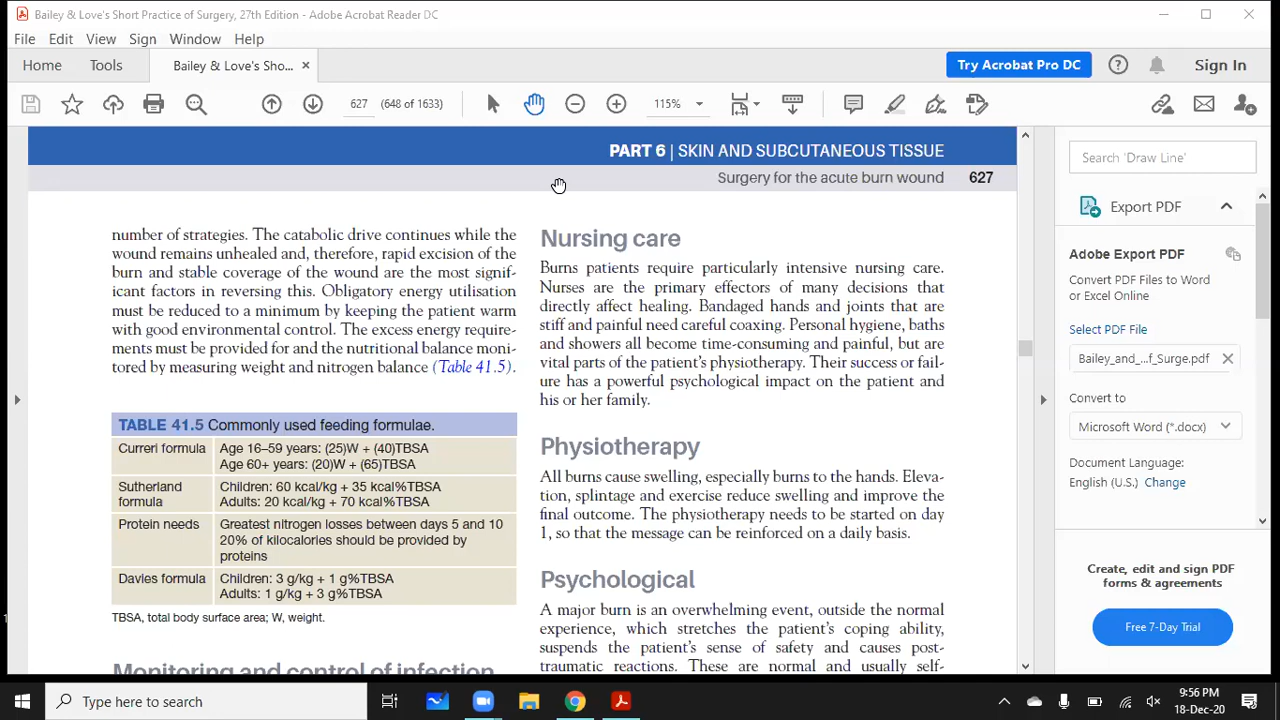 Bailey & Love's Short Practice of Surgery, 27th Edition - Adobe Acrobat Reader DC
File Edit View Sign Window Help
Home Tools Bailey & Love's Sho... × Try Acrobat Pro DC Sign In
627 (648 of 1633) 115%
PART 6 | SKIN AND SUBCUTANEOUS TISSUE
Surgery for the acute burn wound 627
number of strategies. The catabolic drive continues while the
wound remains unhealed and, therefore, rapid excision of the
burn and stable coverage of the wound are the most signif-
icant factors in reversing this. Obligatory energy utilisation
must be reduced to a minimum by keeping the patient warm
with good environmental control. The excess energy require-
ments must be provided for and the nutritional balance moni-
tored by measuring weight and nitrogen balance (Table 41.5).
TABLE 41.5 Commonly used feeding formulae.
Curreri formula Age 16–59 years: (25)W + (40)TBSA
Age 60+ years: (20)W + (65)TBSA
Sutherland Children: 60 kcal/kg + 35 kcal%TBSA
formula Adults: 20 kcal/kg + 70 kcal%TBSA
Protein needs Greatest nitrogen losses between days 5 and 10
20% of kilocalories should be provided by
proteins
Davies formula Children: 3 g/kg + 1 g%TBSA
Adults: 1 g/kg + 3 g%TBSA
TBSA, total body surface area; W, weight.
Monitoring and control of infection
Nursing care
Burns patients require particularly intensive nursing care.
Nurses are the primary effectors of many decisions that
directly affect healing. Bandaged hands and joints that are
stiff and painful need careful coaxing. Personal hygiene, baths
and showers all become time-consuming and painful, but are
vital parts of the patient's physiotherapy. Their success or fail-
ure has a powerful psychological impact on the patient and
his or her family.
Physiotherapy
All burns cause swelling, especially burns to the hands. Eleva-
tion, splintage and exercise reduce swelling and improve the
final outcome. The physiotherapy needs to be started on day
1, so that the message can be reinforced on a daily basis.
Psychological
A major burn is an overwhelming event, outside the normal
experience, which stretches the patient's coping ability,
suspends the patient's sense of safety and causes post-
traumatic reactions. These are normal and usually self-
Search 'Draw Line'
Export PDF
Adobe Export PDF
Convert PDF Files to Word
or Excel Online
Select PDF File
Bailey_and_...f_Surge.pdf
Convert to
Microsoft Word (*.docx)
Document Language:
English (U.S.) Change
Create, edit and sign PDF
forms & agreements
Free 7-Day Trial
Type here to search
9:56 PM
18-Dec-20